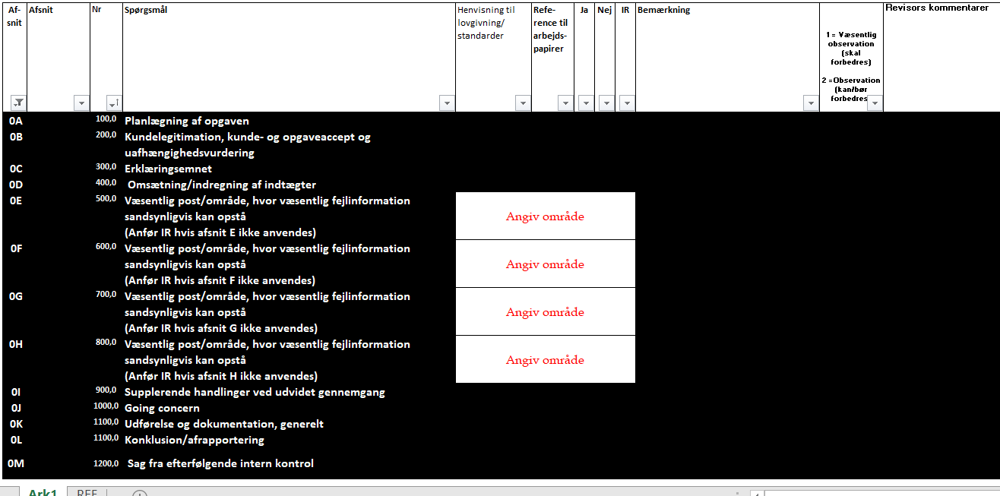 Af-
snit
Afsnit
Nr
Spørgsmål
Henvisning til
lovgivning/
standarder
Refe-
rence til
arbejds-
papirer
Ja
Nej
IR
Bemærkning
1 = Væsentlig
observation
(skal
forbedres)
2 =Observation
(kan/bør
forbedres
Revisors kommentarer
0A 100,0 Planlægning af opgaven
0B 200,0 Kundelegitimation, kunde- og opgaveaccept og
uafhængighedsvurdering
0C 300,0 Erklæringsemnet
0D 400,0 Omsætning/indregning af indtægter
0E 500,0 Væsentlig post/område, hvor væsentlig fejlinformation
sandsynligvis kan opstå Angiv område
(Anfør IR hvis afsnit E ikke anvendes)
0F 600,0 Væsentlig post/område, hvor væsentlig fejlinformation
sandsynligvis kan opstå Angiv område
(Anfør IR hvis afsnit F ikke anvendes)
0G 700,0 Væsentlig post/område, hvor væsentlig fejlinformation
sandsynligvis kan opstå Angiv område
(Anfør IR hvis afsnit G ikke anvendes)
0H 800,0 Væsentlig post/område, hvor væsentlig fejlinformation
sandsynligvis kan opstå Angiv område
(Anfør IR hvis afsnit H ikke anvendes)
0I 900,0 Supplerende handlinger ved udvidet gennemgang
0J 1000,0 Going concern
0K 1100,0 Udførelse og dokumentation, generelt
0L 1100,0 Konklusion/afrapportering
0M 1200,0 Sag fra efterfølgende intern kontrol
Ark1 REF